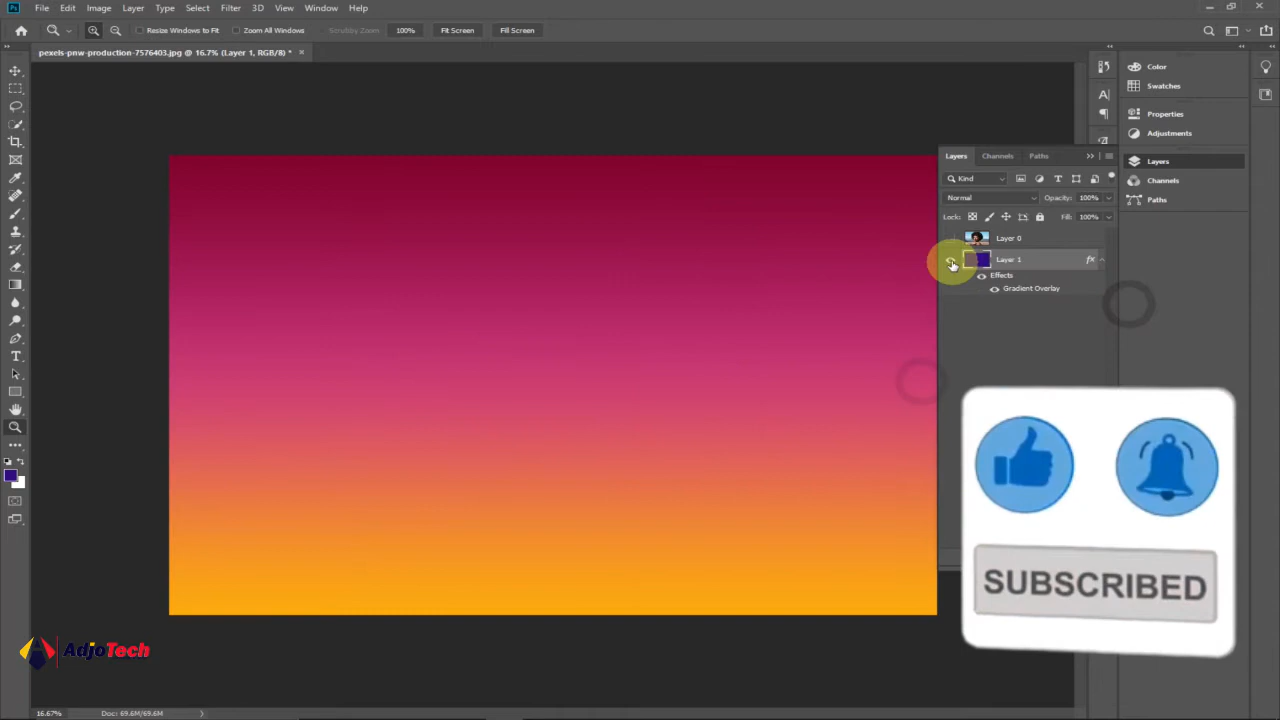 Ps File Edit Image Layer Type Select Filter 3D View Window Help
Resize Windows to Fit Zoom All Windows Scrubby Zoom 100% Fit Screen Fill Screen
pexels-pnw-production-7576403.jpg @ 16.7% (Layer 1, RGB/8) * ×
Color
Swatches
Properties
Adjustments
Layers
Channels
Paths
Layers Channels Paths
Kind
Normal Opacity: 100%
Lock: Fill: 100%
Layer 0
Layer 1 fx
Effects
Gradient Overlay
SUBSCRIBED
AdjoTech
16.67% Doc: 69.6M/69.6M